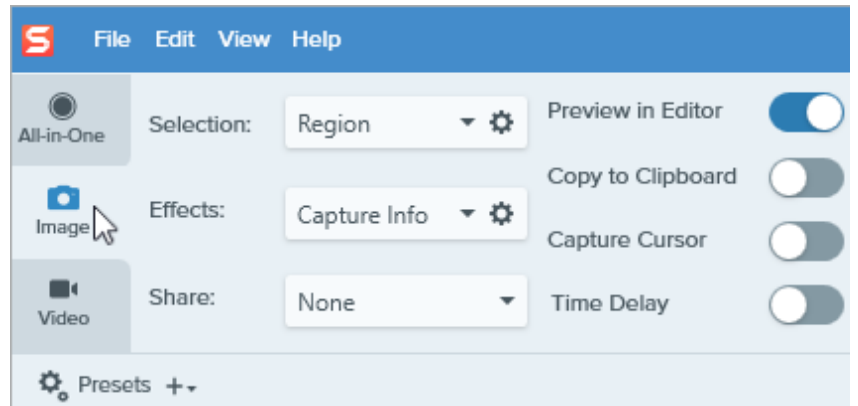 S File Edit View Help
All-in-One
Selection: Region
Preview in Editor
Copy to Clipboard
Image
Effects: Capture Info
Capture Cursor
Video
Share: None
Time Delay
Presets +